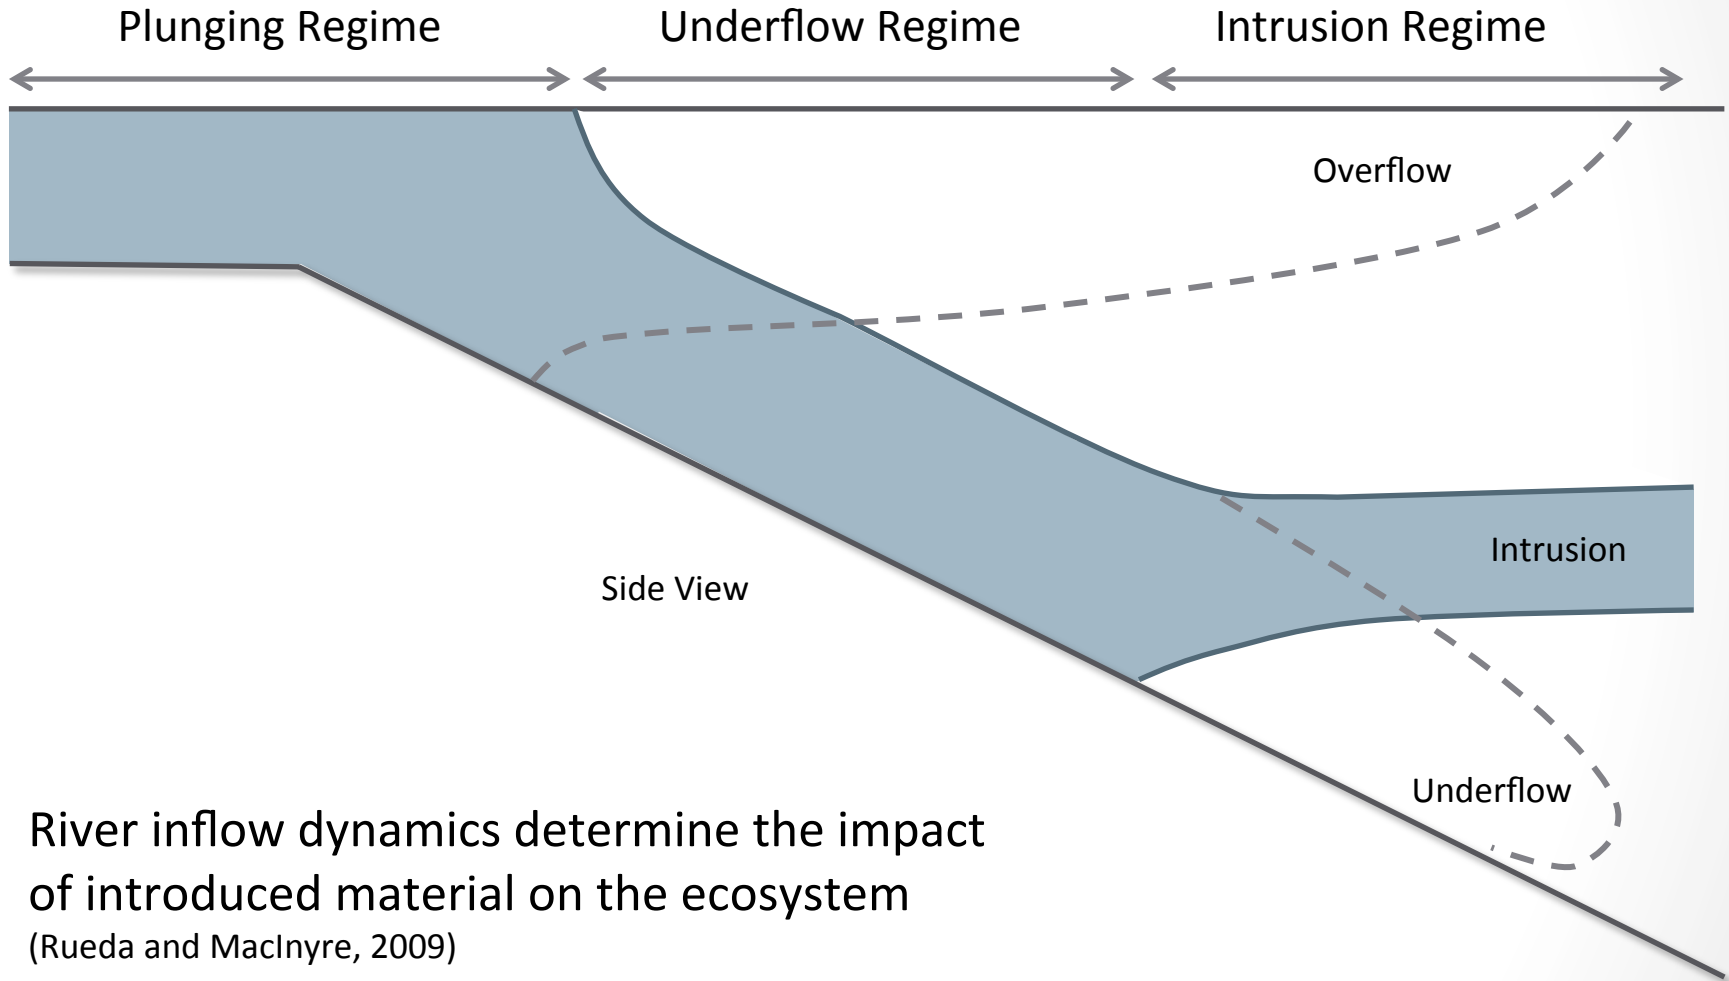 Plunging Regime
Underflow Regime
Intrusion Regime
Overflow
Intrusion
Side View
Underflow
River inflow dynamics determine the impact
of introduced material on the ecosystem
(Rueda and MacInyre, 2009)